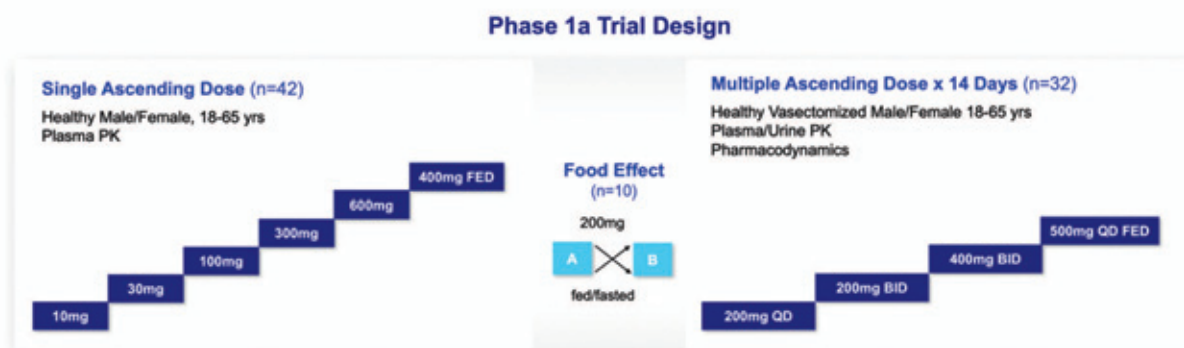 Phase 1a Trial Design
Single Ascending Dose (n=42)
Healthy Male/Female, 18-65 yrs
Plasma PK
10mg
30mg
100mg
300mg
600mg
400mg FED
Food Effect
(n=10)
200mg
A
B
fed/fasted
Multiple Ascending Dose x 14 Days (n=32)
Healthy Vasectomized Male/Female 18-65 yrs
Plasma/Urine PK
Pharmacodynamics
200mg QD
200mg BID
400mg BID
500mg QD FED